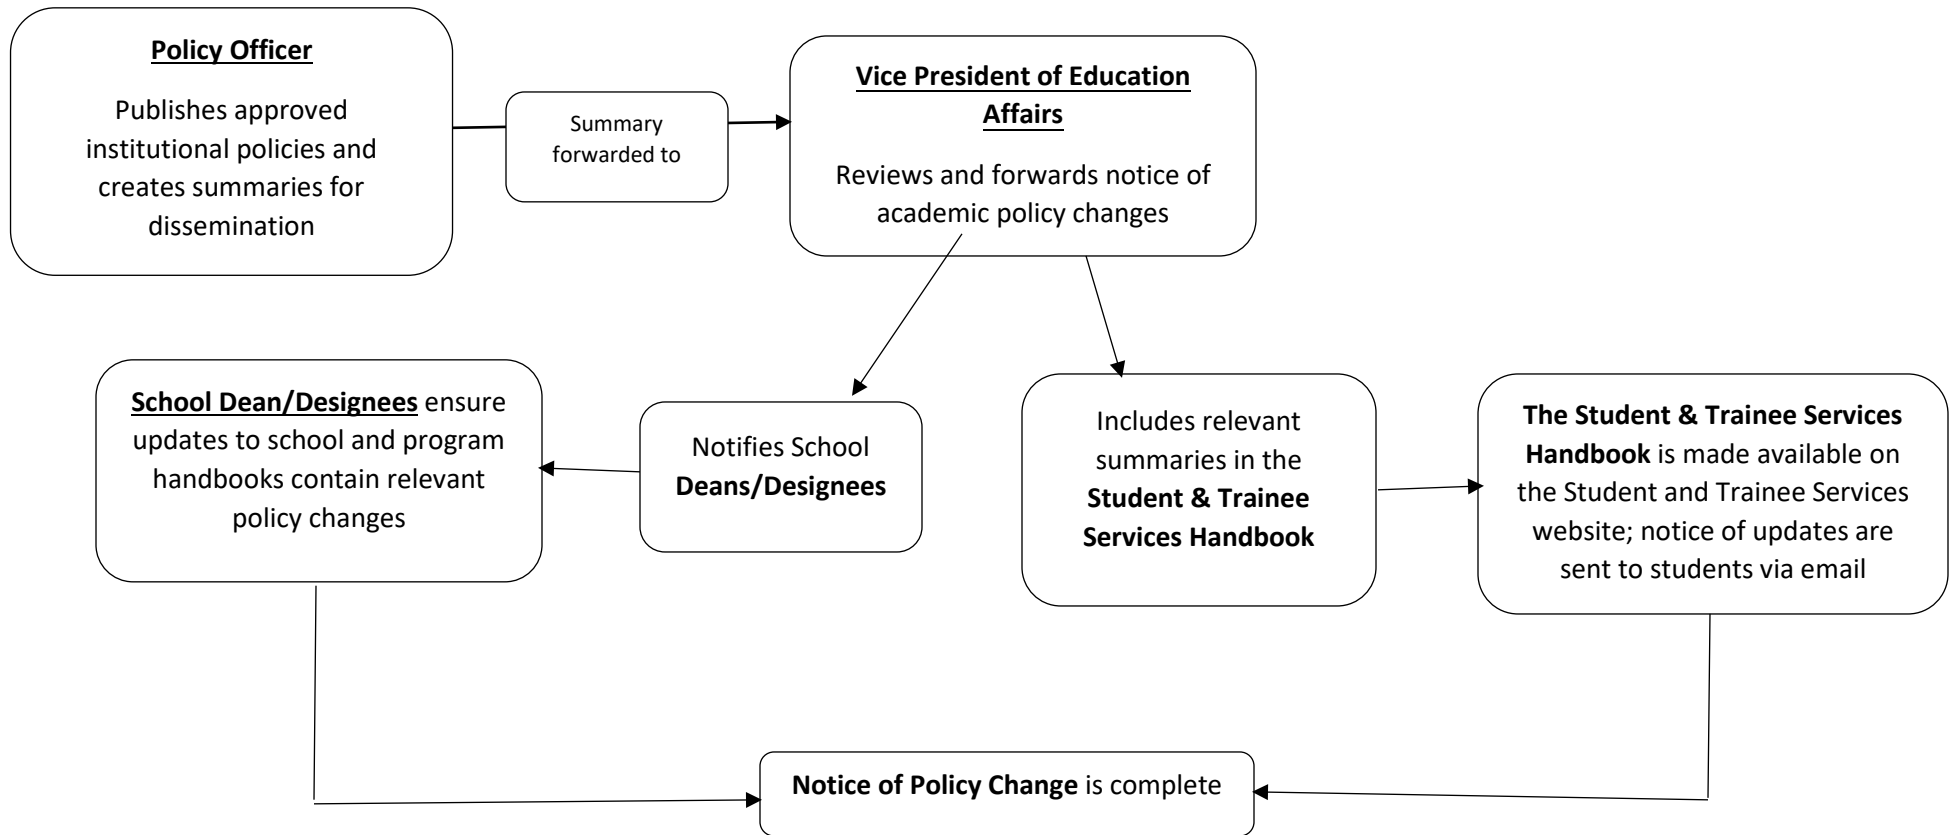 Policy Officer
Publishes approved
institutional policies and
creates summaries for
dissemination
Summary
forwarded to
Vice President of Education
Affairs
Reviews and forwards notice of
academic policy changes
School Dean/Designees ensure
updates to school and program
handbooks contain relevant
policy changes
Notifies School
Deans/Designees
Includes relevant
summaries in the
Student & Trainee
Services Handbook
The Student & Trainee Services
Handbook is made available on
the Student and Trainee Services
website; notice of updates are
sent to students via email
Notice of Policy Change is complete